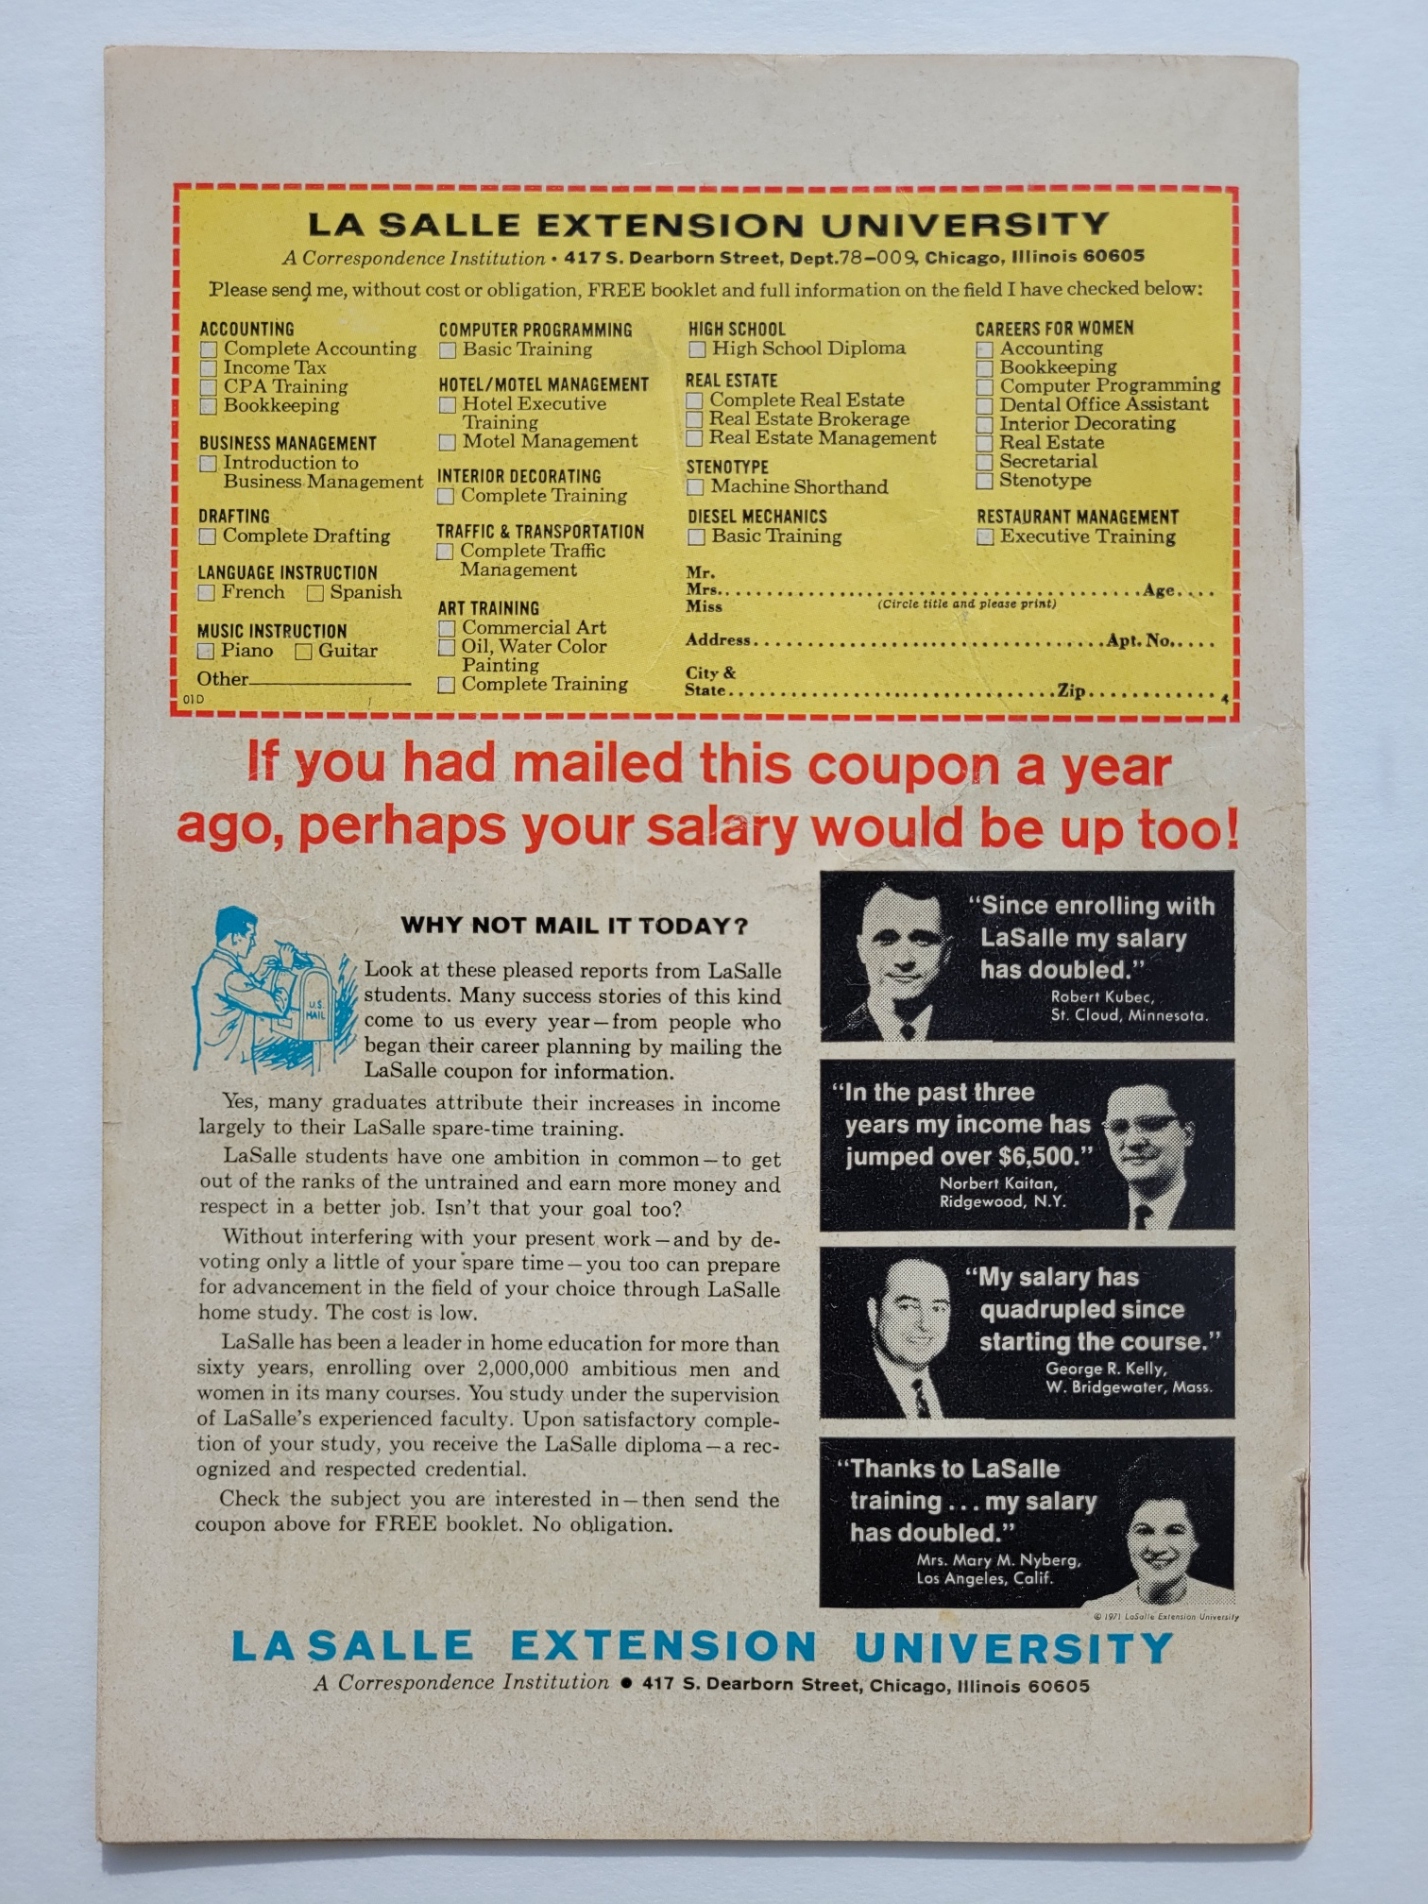 LA SALLE EXTENSION UNIVERSITY
A Correspondence Institution • 417 S. Dearborn Street, Dept.78-009, Chicago, Illinois 60605
Please send me, without cost or obligation, FREE booklet and full information on the field I have checked below:
ACCOUNTING
Complete Accounting
Income Tax
CPA Training
Bookkeeping
BUSINESS MANAGEMENT
Introduction to
Business Management
DRAFTING
Complete Drafting
LANGUAGE INSTRUCTION
French Spanish
MUSIC INSTRUCTION
Piano Guitar
Other
01D
COMPUTER PROGRAMMING
Basic Training
HOTEL/MOTEL MANAGEMENT
Hotel Executive
Training
Motel Management
INTERIOR DECORATING
Complete Training
TRAFFIC & TRANSPORTATION
Complete Traffic
Management
ART TRAINING
Commercial Art
Oil, Water Color
Painting
Complete Training
HIGH SCHOOL
High School Diploma
REAL ESTATE
Complete Real Estate
Real Estate Brokerage
Real Estate Management
STENOTYPE
Machine Shorthand
DIESEL MECHANICS
Basic Training
CAREERS FOR WOMEN
Accounting
Bookkeeping
Computer Programming
Dental Office Assistant
Interior Decorating
Real Estate
Secretarial
Stenotype
RESTAURANT MANAGEMENT
Executive Training
Mr.
Mrs. Age
Miss (Circle title and please print)
Address Apt. No.
City &
State Zip 4
If you had mailed this coupon a year
ago, perhaps your salary would be up too!
WHY NOT MAIL IT TODAY?
U.S.
MAIL
Look at these pleased reports from LaSalle
students. Many success stories of this kind
come to us every year—from people who
began their career planning by mailing the
LaSalle coupon for information.
Yes, many graduates attribute their increases in income
largely to their LaSalle spare-time training.
LaSalle students have one ambition in common—to get
out of the ranks of the untrained and earn more money and
respect in a better job. Isn't that your goal too?
Without interfering with your present work—and by de-
voting only a little of your spare time—you too can prepare
for advancement in the field of your choice through LaSalle
home study. The cost is low.
LaSalle has been a leader in home education for more than
sixty years, enrolling over 2,000,000 ambitious men and
women in its many courses. You study under the supervision
of LaSalle's experienced faculty. Upon satisfactory comple-
tion of your study, you receive the LaSalle diploma—a rec-
ognized and respected credential.
Check the subject you are interested in—then send the
coupon above for FREE booklet. No obligation.
"Since enrolling with
LaSalle my salary
has doubled."
Robert Kubec,
St. Cloud, Minnesota.
"In the past three
years my income has
jumped over $6,500."
Norbert Kaitan,
Ridgewood, N.Y.
"My salary has
quadrupled since
starting the course."
George R. Kelly,
W. Bridgewater, Mass.
"Thanks to LaSalle
training... my salary
has doubled."
Mrs. Mary M. Nyberg,
Los Angeles, Calif.
© 1971 LaSalle Extension University
LASALLE EXTENSION UNIVERSITY
A Correspondence Institution • 417 S. Dearborn Street, Chicago, Illinois 60605